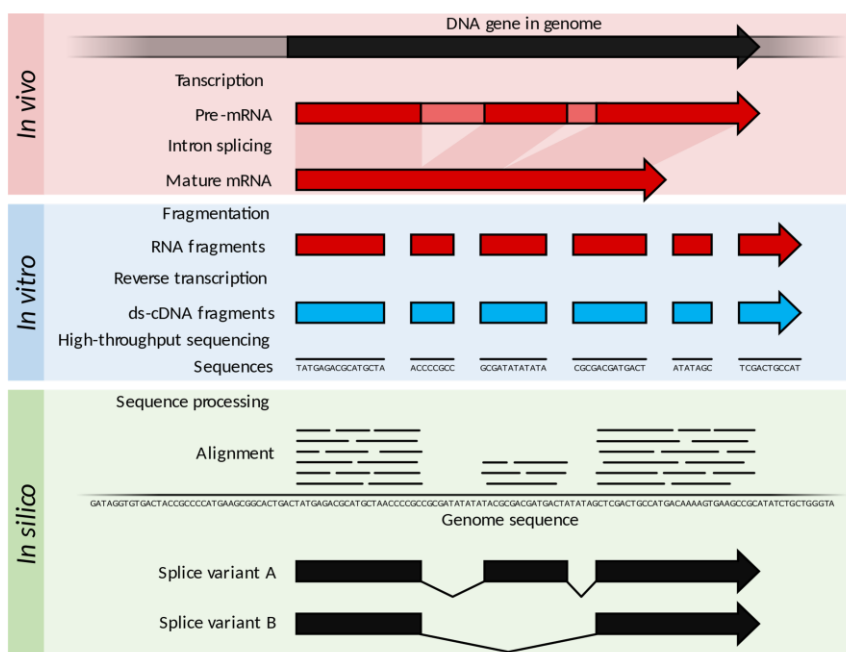 In vivo
DNA gene in genome
Tanscription
Pre-mRNA
Intron splicing
Mature mRNA
In vitro
Fragmentation
RNA fragments
Reverse transcription
ds-cDNA fragments
High-throughput sequencing
Sequences TATGAGACGCATGCTA ACCCCGCC GCGATATATATA CGCGACGATGACT ATATAGC TCGACTGCCAT
In silico
Sequence processing
Alignment
GATAGGTGTGACTACCGCCCCATGAAGCGGCACTGACTATGAGACGCATGCTAACCCCGCCGCGATATATATACGCGACGATGACTATATAGCTCGACTGCCATGACAAAAGTGAAGCCGCATATCTGCTGGGTA
Genome sequence
Splice variant A
Splice variant B